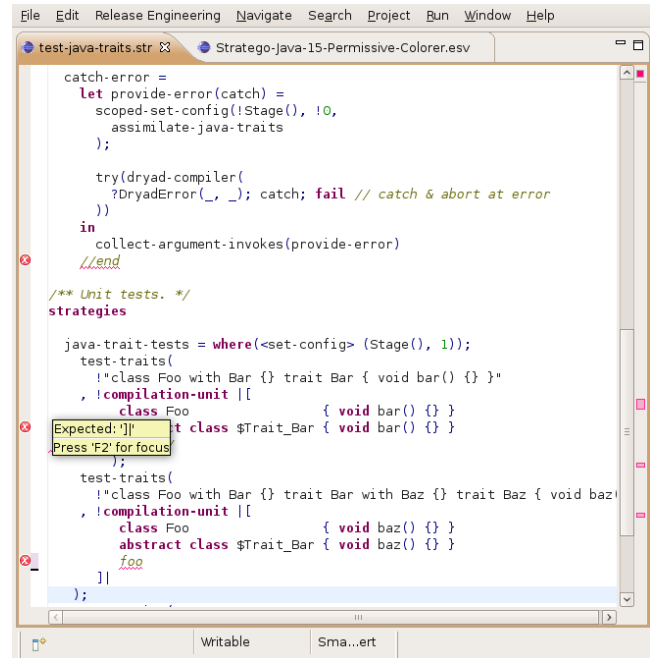 File Edit Release Engineering Navigate Search Project Run Window Help
test-java-traits.str Stratego-Java-15-Permissive-Colorer.esv
catch-error =
let provide-error(catch) =
scoped-set-config(!Stage(), !0,
assimilate-java-traits
);
try(dryad-compiler(
?DryadError(_, _); catch; fail // catch & abort at error
))
in
collect-argument-invokes(provide-error)
//end
/** Unit tests. */
strategies
java-trait-tests = where(<set-config> (Stage(), 1));
test-traits(
!"class Foo with Bar {} trait Bar { void bar() {} }"
, !compilation-unit |[
class Foo { void bar() {} }
Expected: ']|' t class $Trait_Bar { void bar() {} }
Press 'F2' for focus
);
test-traits(
!"class Foo with Bar {} trait Bar with Baz {} trait Baz { void baz(
, !compilation-unit |[
class Foo { void baz() {} }
abstract class $Trait_Bar { void baz() {} }
foo
]|
);
Writable Sma...ert